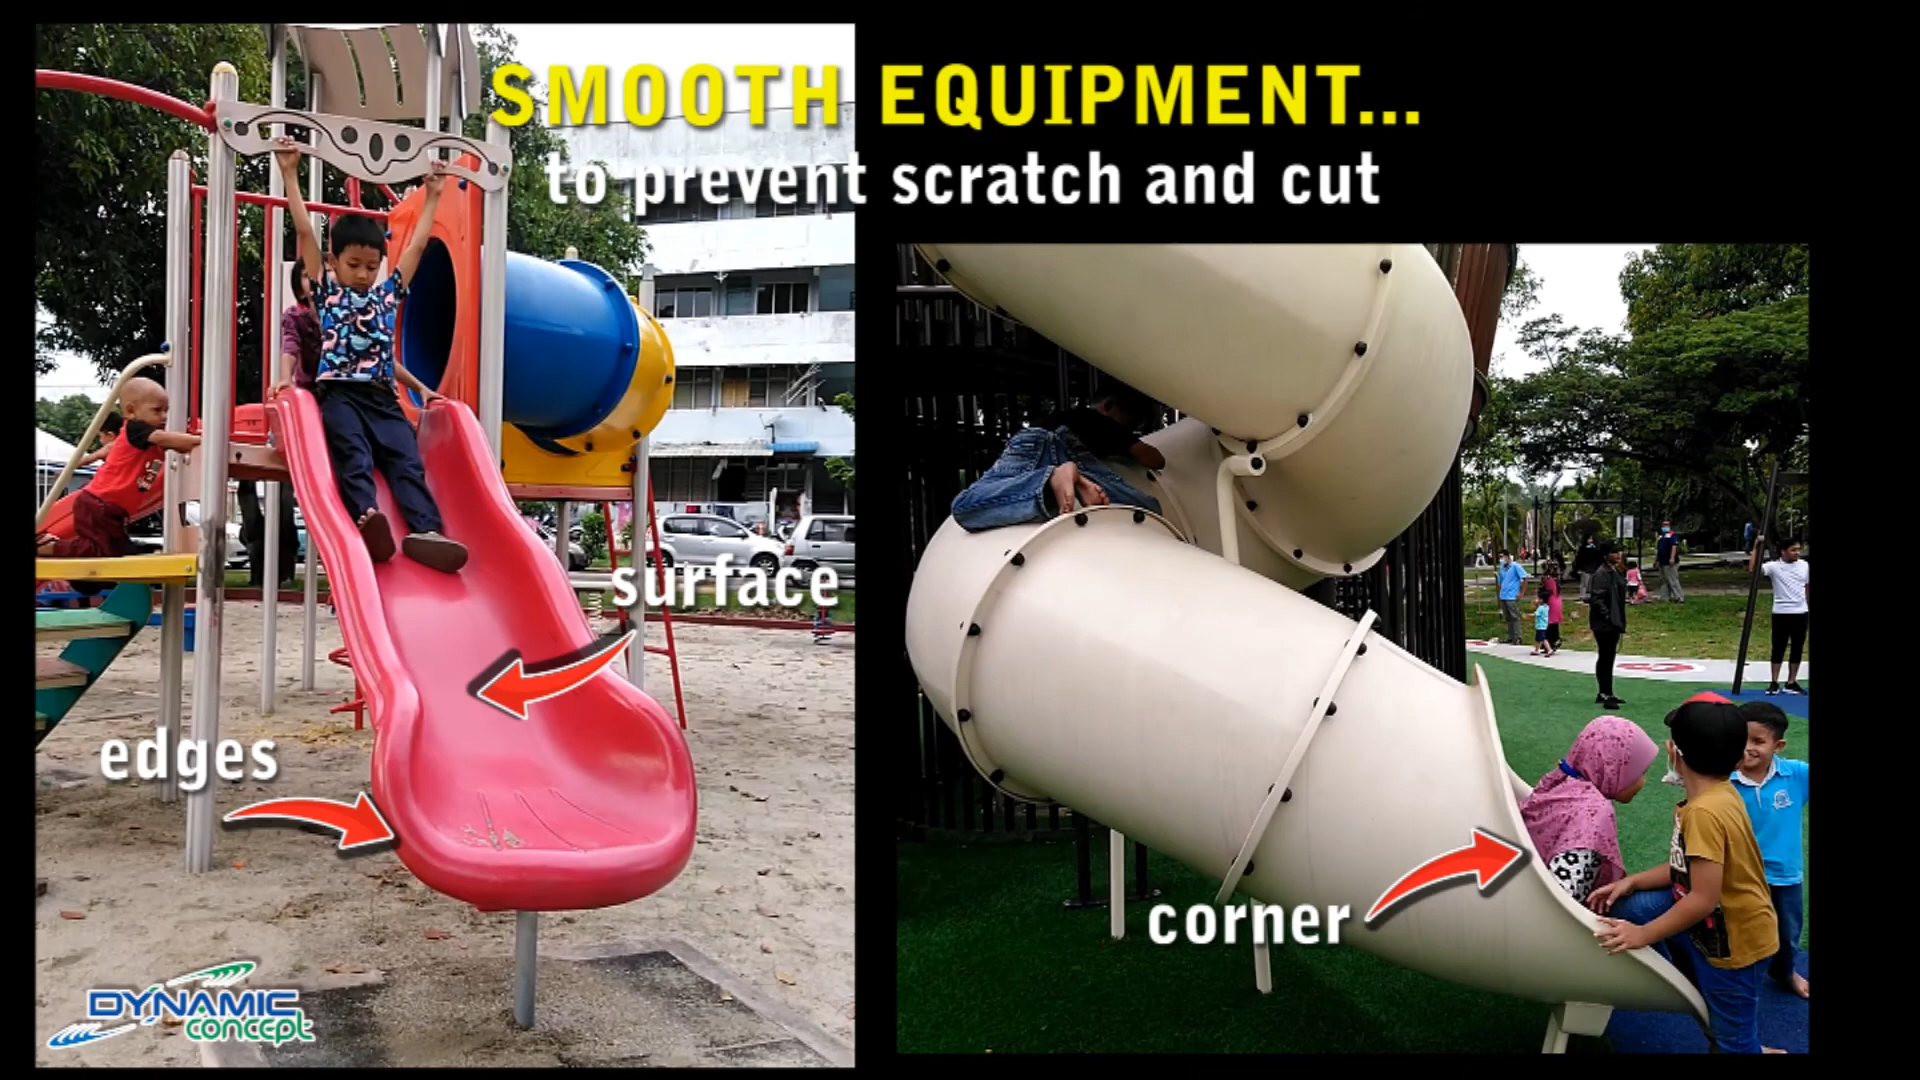 SMOOTH EQUIPMENT...
to prevent scratch and cut
surface
edges
corner
DYNAMIC
concept